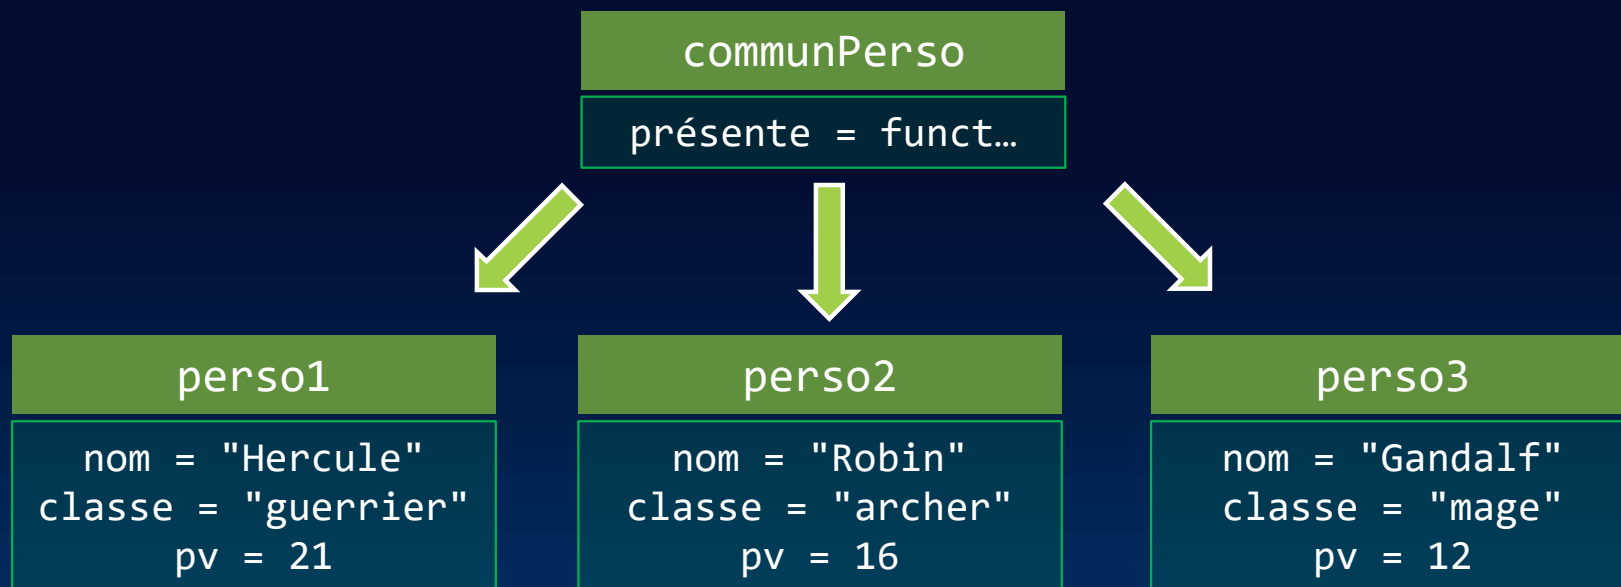 communPerso
présente = funct…
perso1
nom = "Hercule"
classe = "guerrier"
pv = 21
perso2
nom = "Robin"
classe = "archer"
pv = 16
perso3
nom = "Gandalf"
classe = "mage"
pv = 12